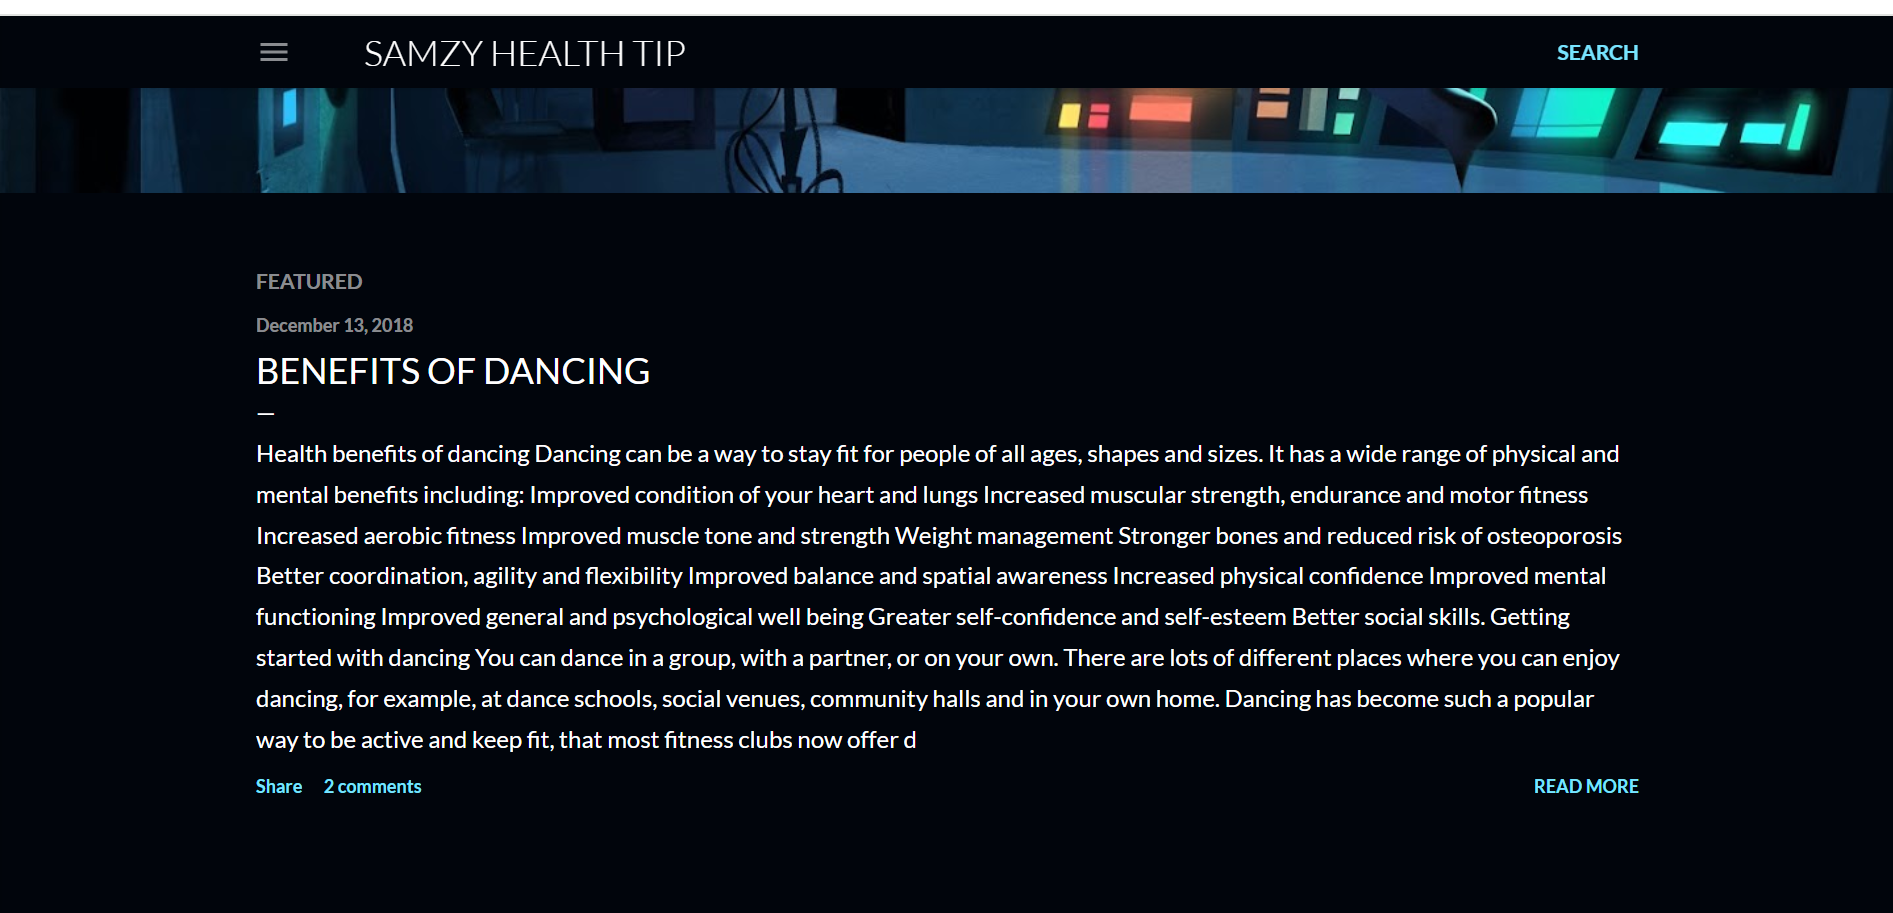 SAMZY HEALTH TIP
SEARCH
FEATURED
December 13, 2018
BENEFITS OF DANCING
Health benefits of dancing Dancing can be a way to stay fit for people of all ages, shapes and sizes. It has a wide range of physical and
mental benefits including: Improved condition of your heart and lungs Increased muscular strength, endurance and motor fitness
Increased aerobic fitness Improved muscle tone and strength Weight management Stronger bones and reduced risk of osteoporosis
Better coordination, agility and flexibility Improved balance and spatial awareness Increased physical confidence Improved mental
functioning Improved general and psychological well being Greater self-confidence and self-esteem Better social skills. Getting
started with dancing You can dance in a group, with a partner, or on your own. There are lots of different places where you can enjoy
dancing, for example, at dance schools, social venues, community halls and in your own home. Dancing has become such a popular
way to be active and keep fit, that most fitness clubs now offer d
Share
2 comments
READ MORE